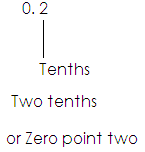 0. 2
Tenths
Two tenths
or Zero point two